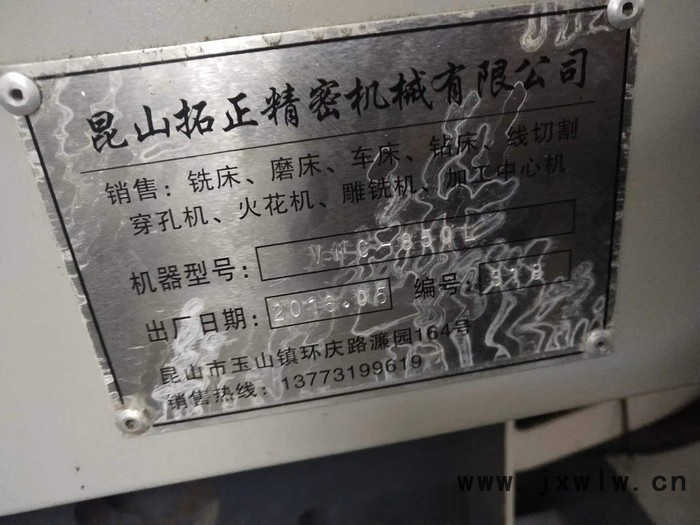 昆山拓正精密机械有限公司
销售：铣床、磨床、车床、钻床、线切割
穿孔机、火花机、雕铣机、加工中心机
机器型号：VMC-850L
出厂日期：2016.05 编号：318
昆山市玉山镇环庆路濂园164号
销售热线：13773199619
www.jxwlw.cn